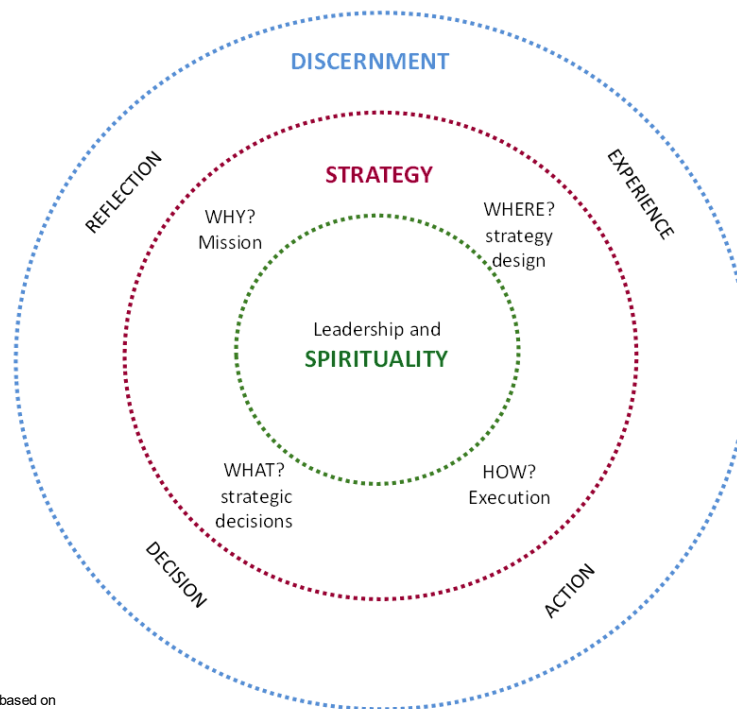 DISCERNMENT
REFLECTION
EXPERIENCE
STRATEGY
WHY?
Mission
WHERE?
strategy
design
Leadership and
SPIRITUALITY
WHAT?
strategic
decisions
HOW?
Execution
DECISION
ACTION
based on